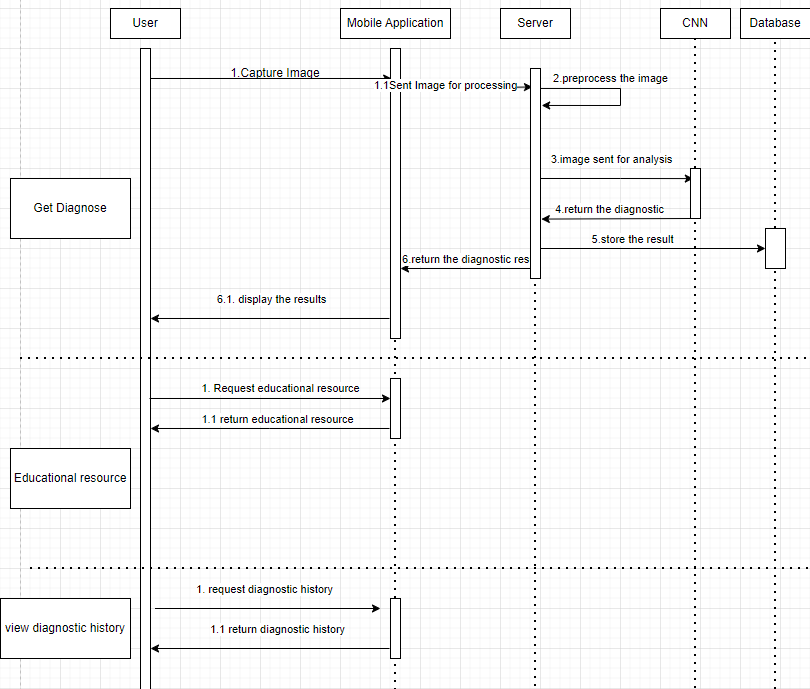 User
Mobile Application
Server
CNN
Database
1.Capture Image
1.1Sent Image for processing
2.preprocess the image
3.image sent for analysis
Get Diagnose
4.return the diagnostic
5.store the result
6.return the diagnostic res
6.1. display the results
1. Request educational resource
1.1 return educational resource
Educational resource
1. request diagnostic history
view diagnostic history
1.1 return diagnostic history